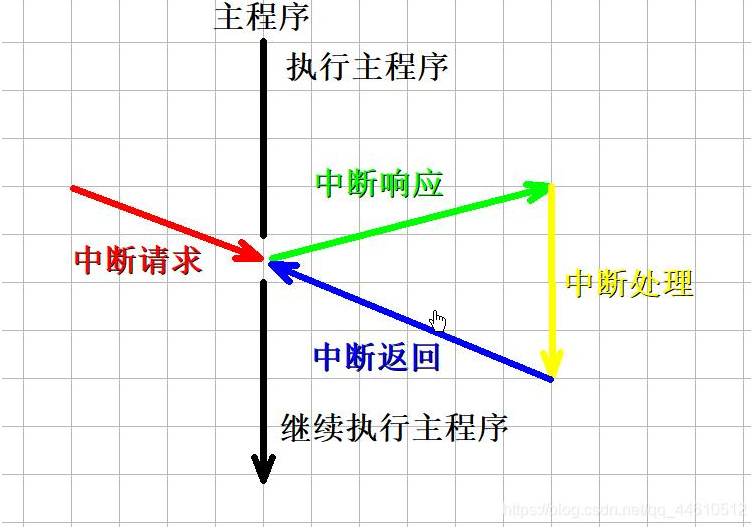 主程序
执行主程序
中断响应
中断请求
中断处理
中断返回
继续执行主程序
https://blog.csdn.net/qq_44610512